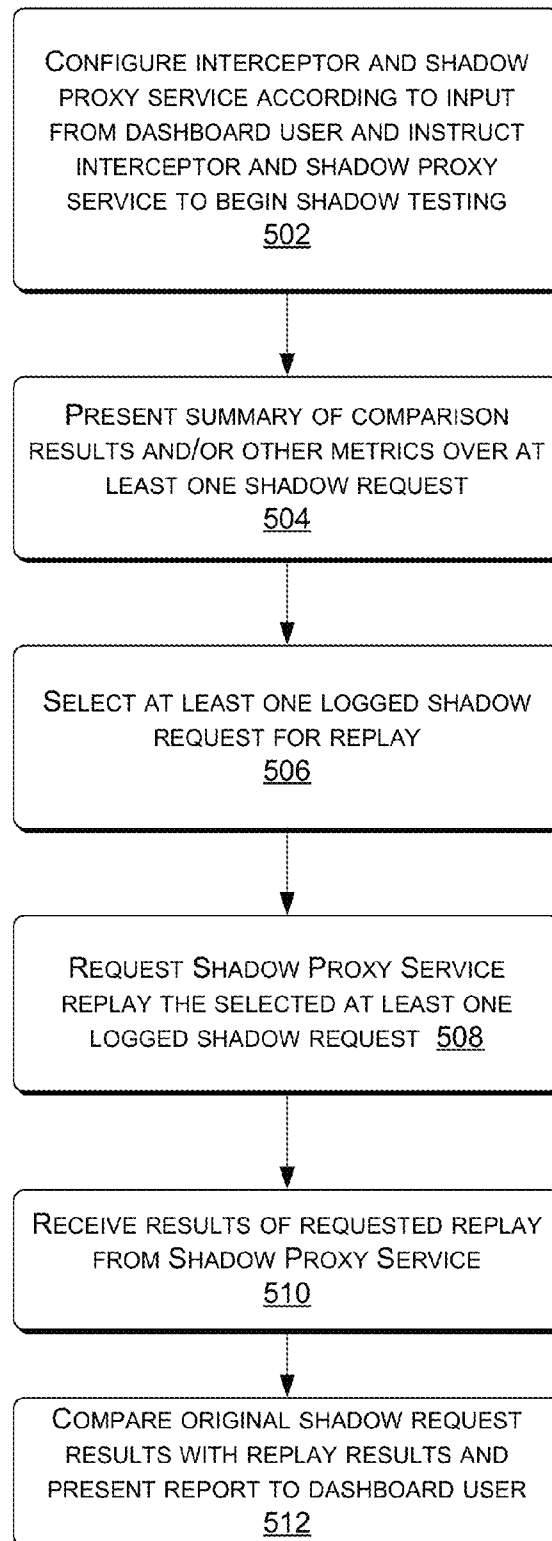 CONFIGURE INTERCEPTOR AND SHADOW
PROXY SERVICE ACCORDING TO INPUT
FROM DASHBOARD USER AND INSTRUCT
INTERCEPTOR AND SHADOW PROXY
SERVICE TO BEGIN SHADOW TESTING
502
PRESENT SUMMARY OF COMPARISON
RESULTS AND/OR OTHER METRICS OVER AT
LEAST ONE SHADOW REQUEST
504
SELECT AT LEAST ONE LOGGED SHADOW
REQUEST FOR REPLAY
506
REQUEST SHADOW PROXY SERVICE
REPLAY THE SELECTED AT LEAST ONE
LOGGED SHADOW REQUEST 508
RECEIVE RESULTS OF REQUESTED REPLAY
FROM SHADOW PROXY SERVICE
510
COMPARE ORIGINAL SHADOW REQUEST
RESULTS WITH REPLAY RESULTS AND
PRESENT REPORT TO DASHBOARD USER
512